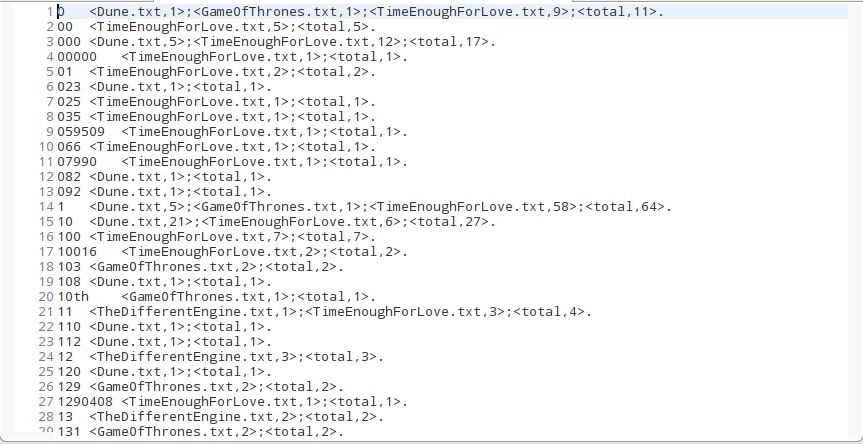 1 0 <Dune.txt,1>;<GameOfThrones.txt,1>;<TimeEnoughForLove.txt,9>;<total,11>.
2 00 <TimeEnoughForLove.txt,5>;<total,5>.
3 000 <Dune.txt,5>;<TimeEnoughForLove.txt,12>;<total,17>.
4 00000 <TimeEnoughForLove.txt,1>;<total,1>.
5 01 <TimeEnoughForLove.txt,2>;<total,2>.
6 023 <Dune.txt,1>;<total,1>.
7 025 <TimeEnoughForLove.txt,1>;<total,1>.
8 035 <TimeEnoughForLove.txt,1>;<total,1>.
9 059509 <TimeEnoughForLove.txt,1>;<total,1>.
10 066 <TimeEnoughForLove.txt,1>;<total,1>.
11 07990 <TimeEnoughForLove.txt,1>;<total,1>.
12 082 <Dune.txt,1>;<total,1>.
13 092 <Dune.txt,1>;<total,1>.
14 1 <Dune.txt,5>;<GameOfThrones.txt,1>;<TimeEnoughForLove.txt,58>;<total,64>.
15 10 <Dune.txt,21>;<TimeEnoughForLove.txt,6>;<total,27>.
16 100 <TimeEnoughForLove.txt,7>;<total,7>.
17 10016 <TimeEnoughForLove.txt,2>;<total,2>.
18 103 <GameOfThrones.txt,2>;<total,2>.
19 108 <Dune.txt,1>;<total,1>.
20 10th <GameOfThrones.txt,1>;<total,1>.
21 11 <TheDifferentEngine.txt,1>;<TimeEnoughForLove.txt,3>;<total,4>.
22 110 <Dune.txt,1>;<total,1>.
23 112 <Dune.txt,1>;<total,1>.
24 12 <TheDifferentEngine.txt,3>;<total,3>.
25 120 <Dune.txt,1>;<total,1>.
26 129 <GameOfThrones.txt,2>;<total,2>.
27 1290408 <TimeEnoughForLove.txt,1>;<total,1>.
28 13 <TheDifferentEngine.txt,2>;<total,2>.
29 131 <GameOfThrones.txt,2>;<total,2>.